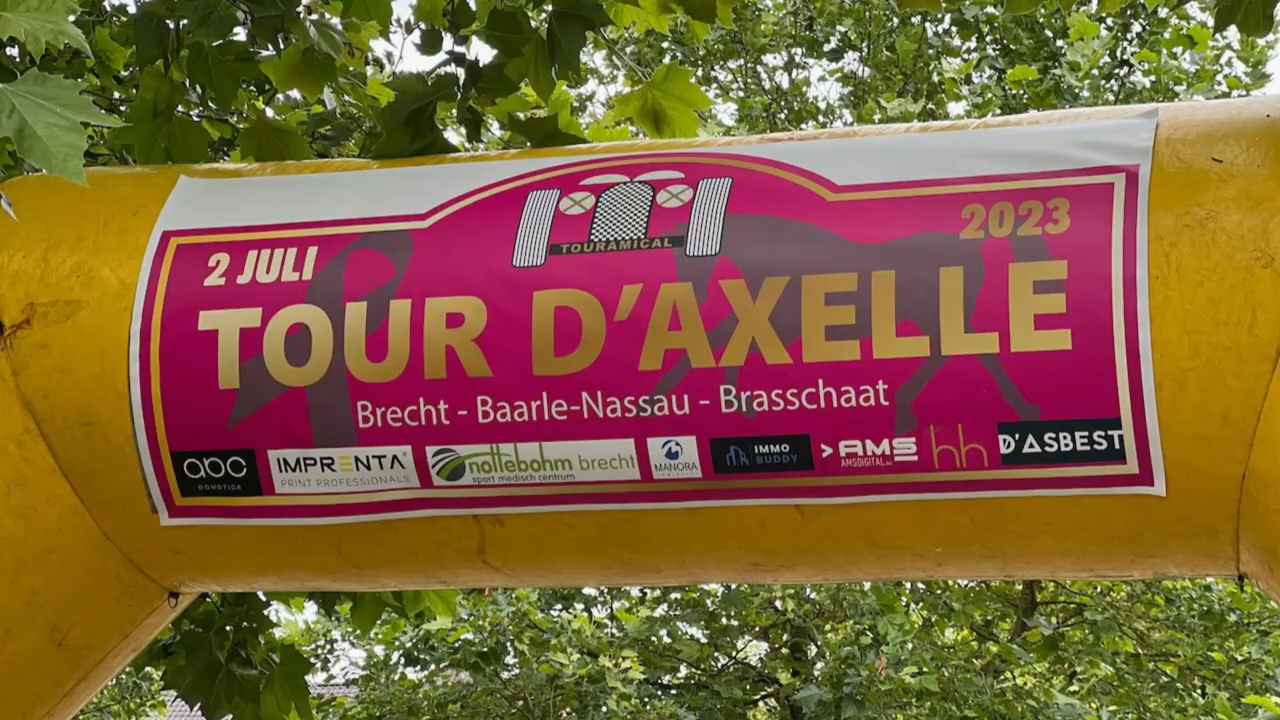 TOURAMICAL
2 JULI
2023
TOUR D'AXELLE
Brecht - Baarle-Nassau - Brasschaat
abc
DOMOTICA
IMPRENTA
PRINT PROFESSIONALS
nottebohm brecht
sport medisch centrum
MANORA
IMMO
BUDDY
>AMS
AMSDIGITAL.be
hh
D'ASBEST